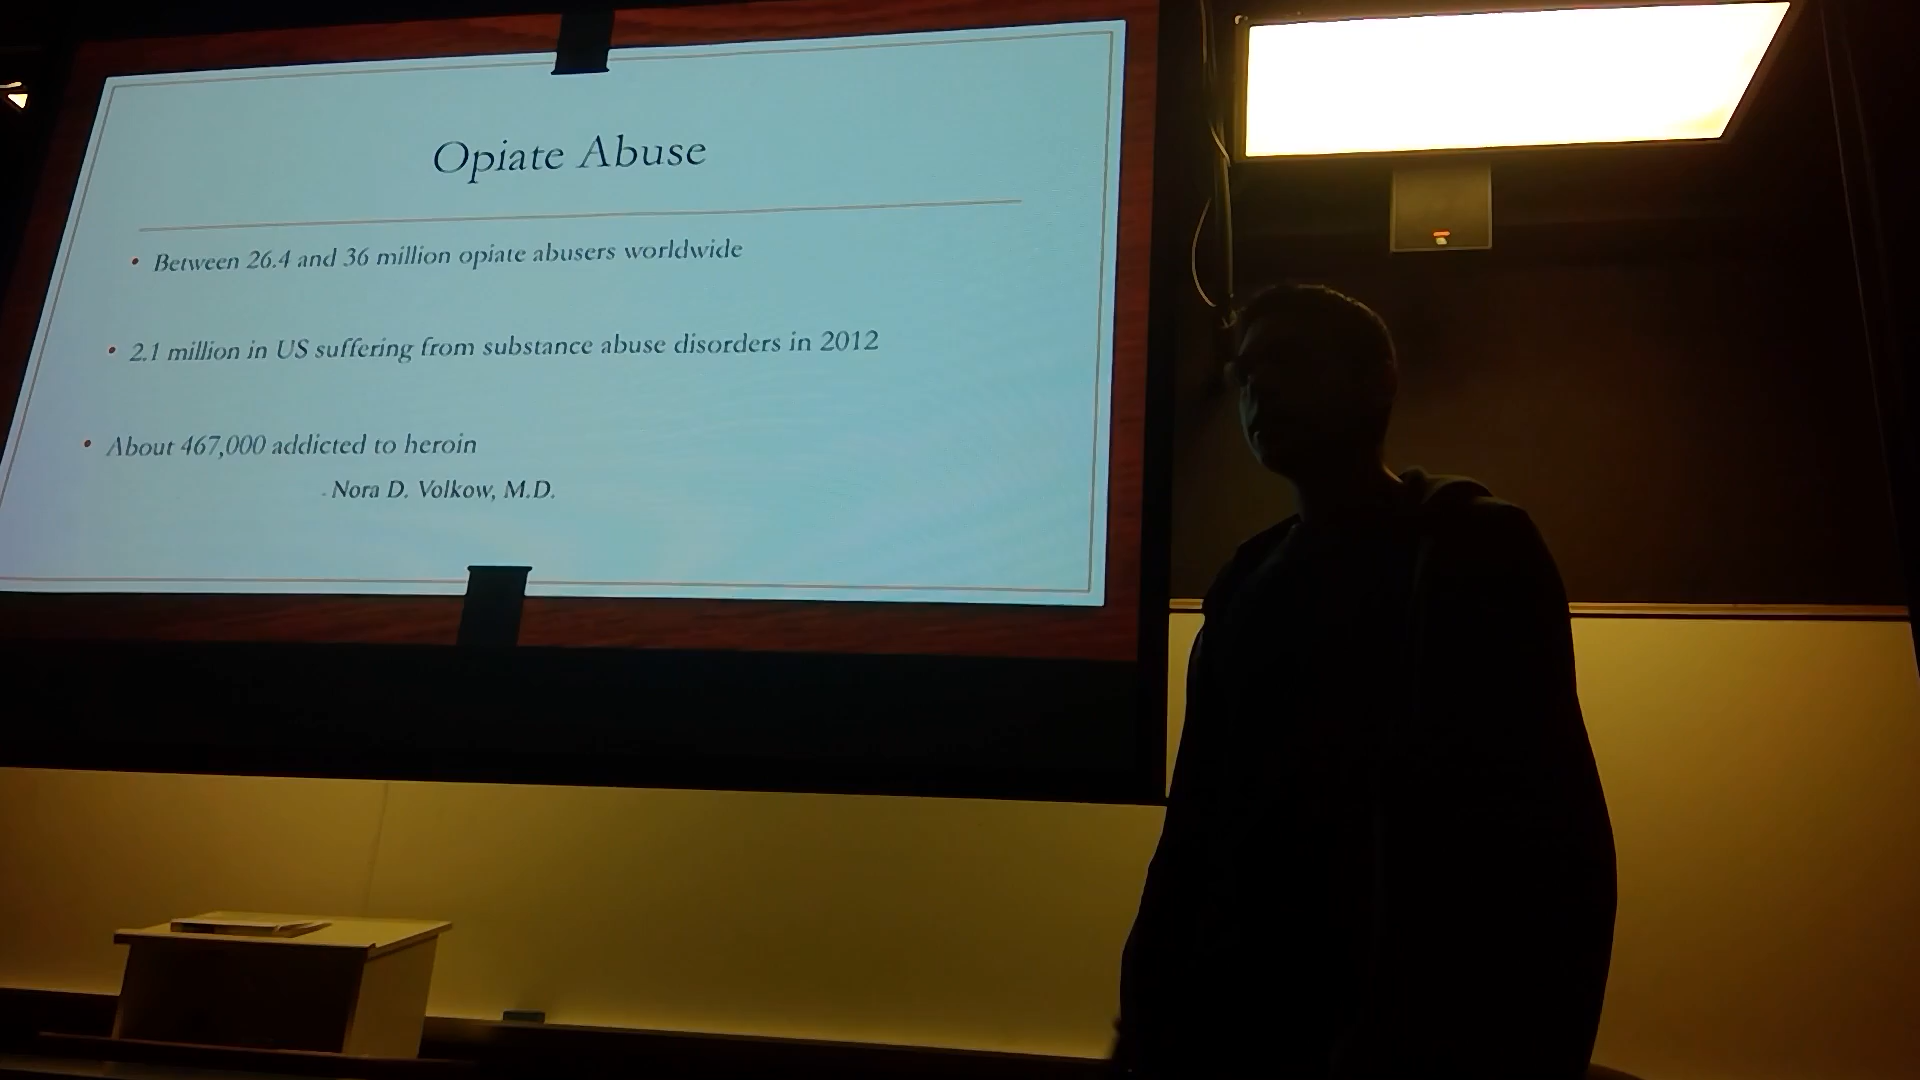 Opiate Abuse
• Between 26.4 and 36 million opiate abusers worldwide
• 2.1 million in US suffering from substance abuse disorders in 2012
• About 467,000 addicted to heroin
- Nora D. Volkow, M.D.